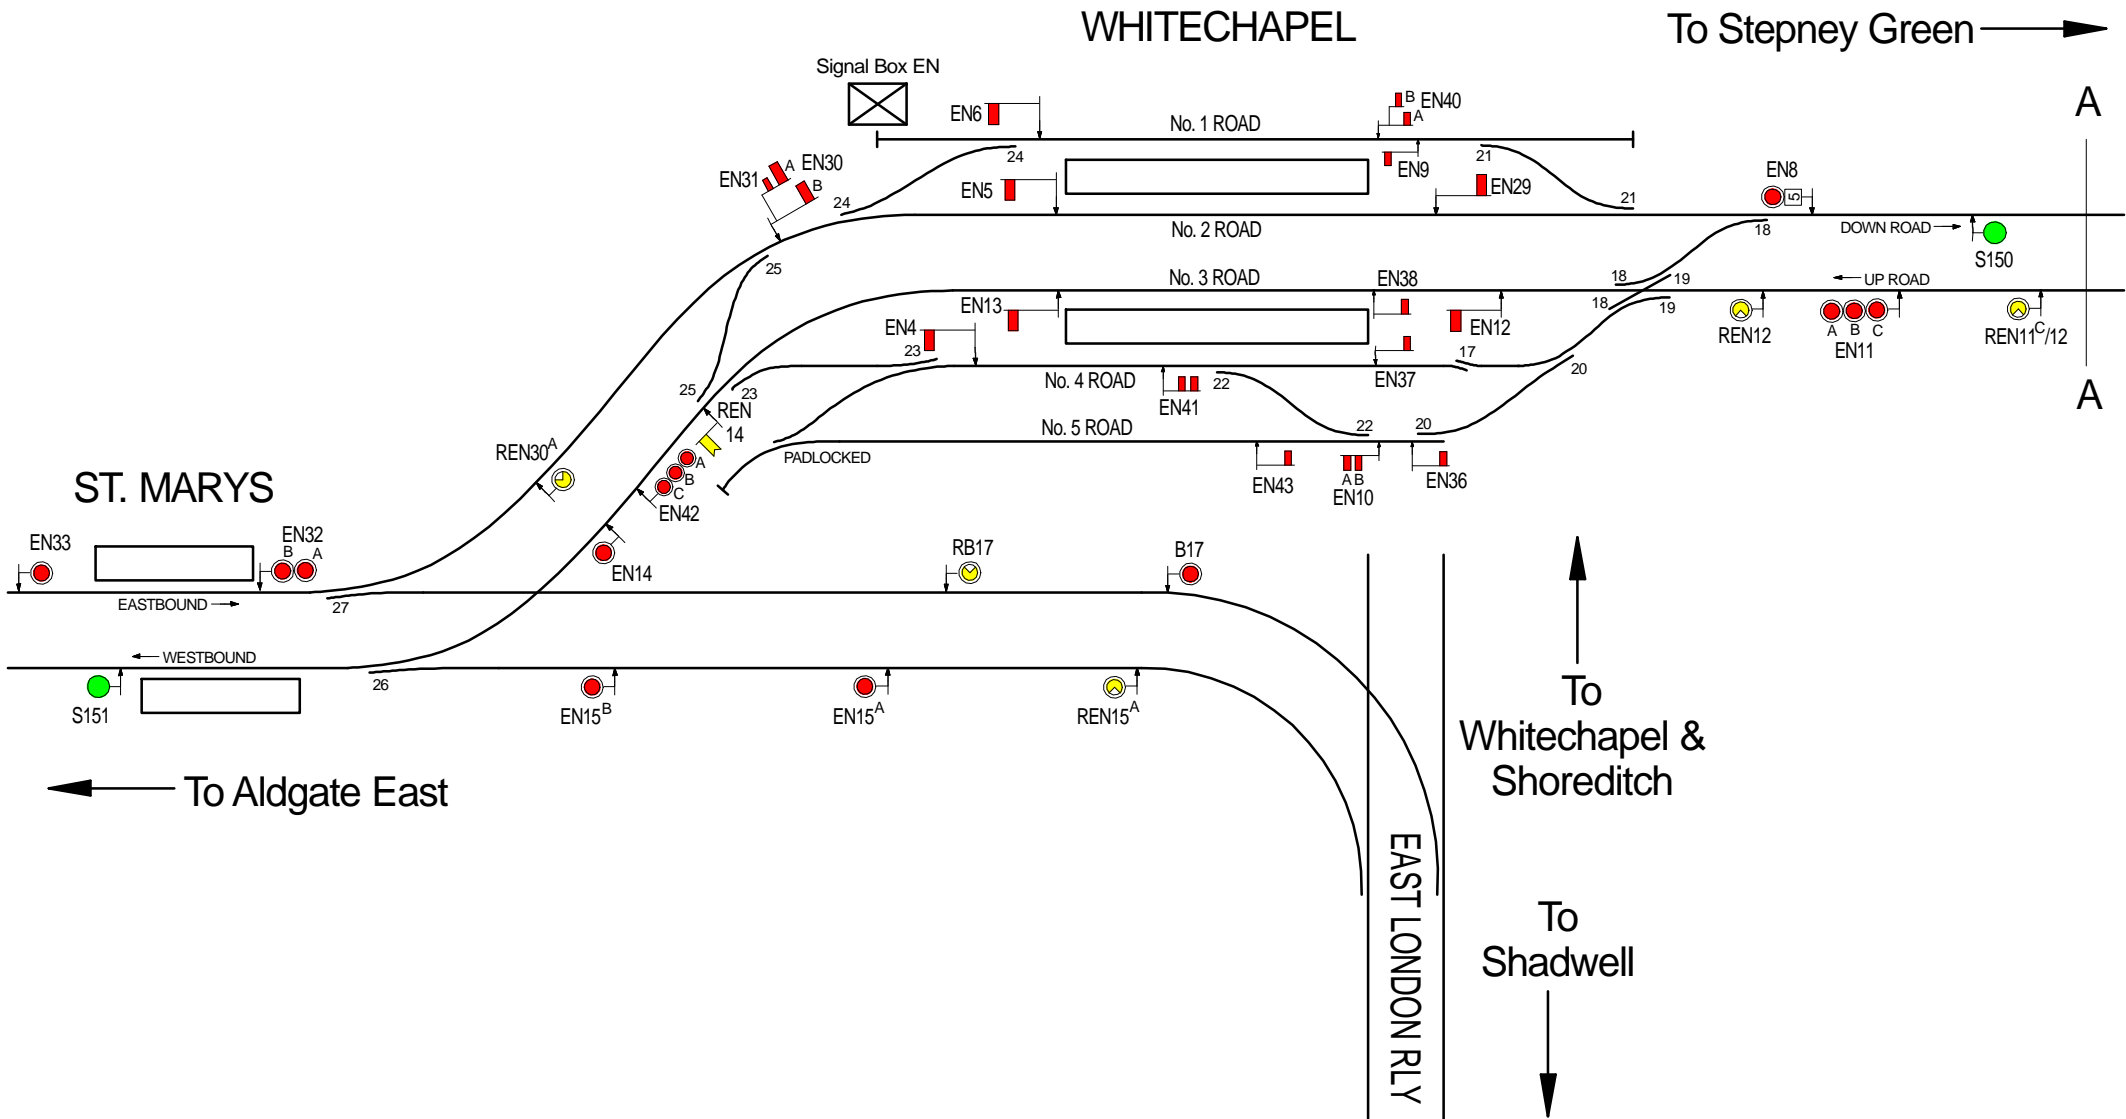 WHITECHAPEL
To Stepney Green
Signal Box EN
A
EN6
B
EN40
A
No. 1 ROAD
24
EN9
21
EN31
A
EN30
B
EN5
EN29
EN8
5
24
21
No. 2 ROAD
18
DOWN ROAD
S150
25
No. 3 ROAD
EN38
18
19
UP ROAD
EN13
18
19
EN4
EN12
REN12
A
B
C
EN11
REN11C/12
23
17
No. 4 ROAD
22
EN37
20
25
23
EN41
A
REN
14
No. 5 ROAD
22
20
REN30A
PADLOCKED
A
B
C
EN42
EN43
A B
EN10
EN36
ST. MARYS
EN33
EN32
B
A
RB17
B17
EN14
EASTBOUND
27
WESTBOUND
26
S151
EN15B
EN15A
REN15A
To
Whitechapel &
Shoreditch
To Aldgate East
EAST LONDON RLY
To
Shadwell